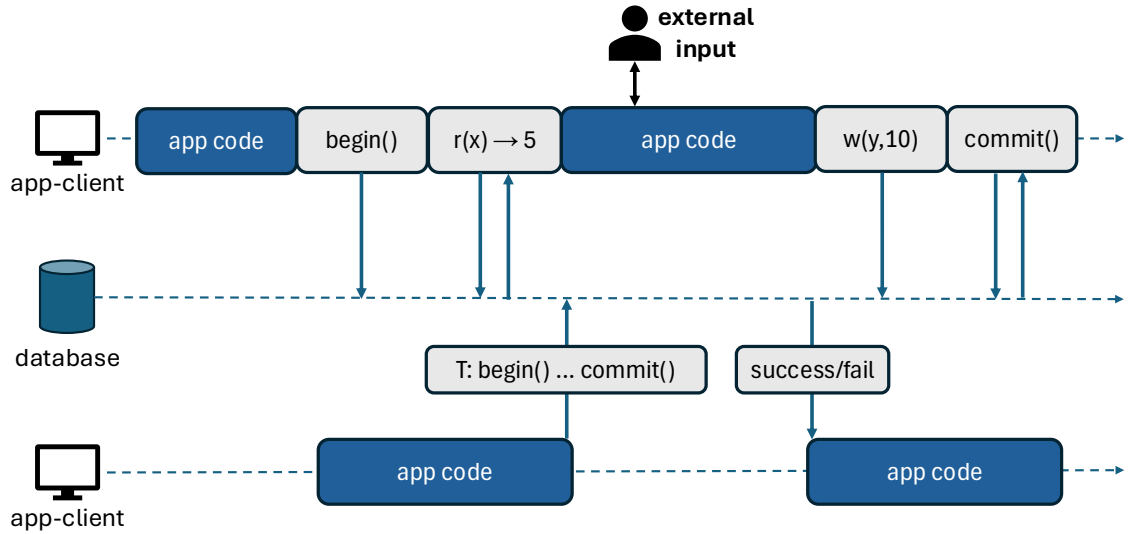 external
input
app code
begin()
r(x) → 5
app code
w(y,10)
commit()
app-client
database
T: begin() ... commit()
success/fail
app code
app code
app-client